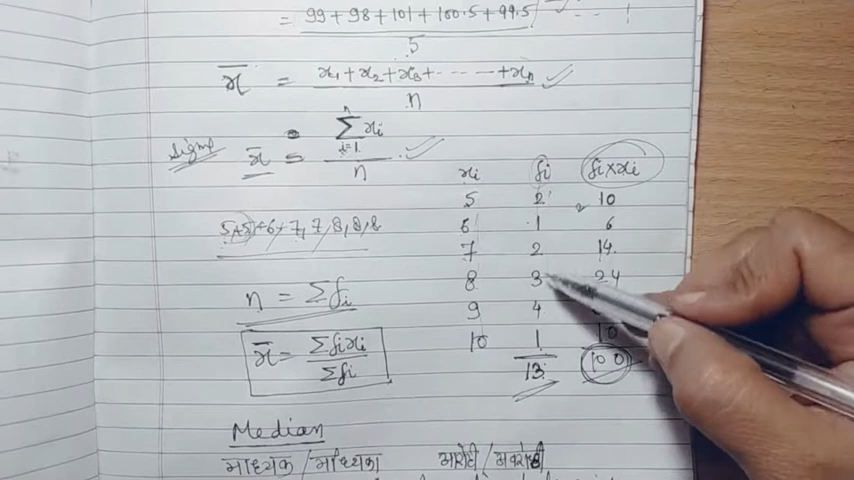 = 99+98+101+100.5+99.5
5
x̄ = x₁+x₂+x₃+ - - - - - +xₙ
n
n
Sigma x̄ = Σ xᵢ
i=1
n
xᵢ fᵢ fᵢ×xᵢ
5 2 10
6 1 6
5+5+6+7,7,8,8,8
7 2 14
8 3 24
n = Σfᵢ
9 4
10 1 10
x̄ = Σfᵢxᵢ
Σfᵢ
13 100
Median
माध्यक / माध्यिका आरोही / अवरोही